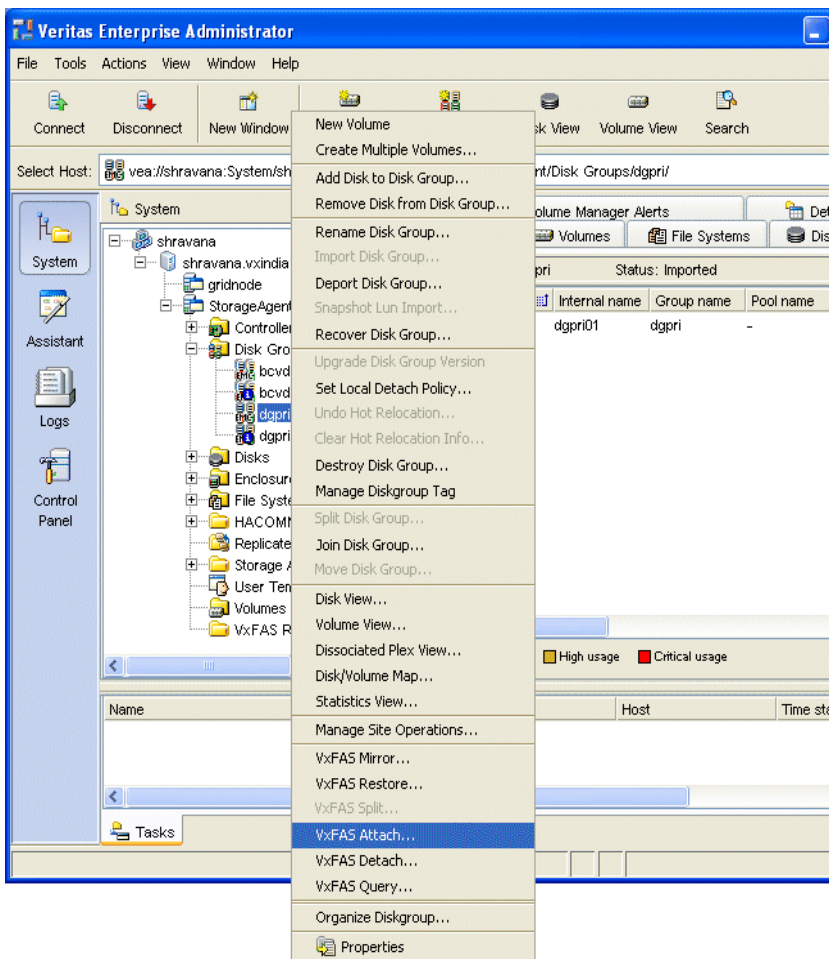 Veritas Enterprise Administrator
File Tools Actions View Window Help
Connect
Disconnect
New Window
sk View
Volume View
Search
Select Host:
vea://shravana:System/sh
nt/Disk Groups/dgpri/
System
Assistant
Logs
Control
Panel
System
shravana
shravana.vxindia
gridnode
StorageAgent
Controller
Disk Gro
bcvd
bcvd
dgpri
dgpri
Disks
Enclosur
File Syste
HACOMM
Replicate
Storage A
User Ten
Volumes
VxFAS R
New Volume
Create Multiple Volumes...
Add Disk to Disk Group...
Remove Disk from Disk Group...
Rename Disk Group...
Import Disk Group...
Deport Disk Group...
Snapshot Lun Import...
Recover Disk Group...
Upgrade Disk Group Version
Set Local Detach Policy...
Undo Hot Relocation...
Clear Hot Relocation Info...
Destroy Disk Group...
Manage Diskgroup Tag
Split Disk Group...
Join Disk Group...
Move Disk Group...
Disk View...
Volume View...
Dissociated Plex View...
Disk/Volume Map...
Statistics View...
Manage Site Operations...
VxFAS Mirror...
VxFAS Restore...
VxFAS Split...
VxFAS Attach...
VxFAS Detach...
VxFAS Query...
Organize Diskgroup...
Properties
olume Manager Alerts
Det
Volumes
File Systems
Dis
pri
Status: Imported
Internal name
Group name
Pool name
dgpri01
dgpri
-
High usage
Critical usage
Name
Host
Time sta
Tasks